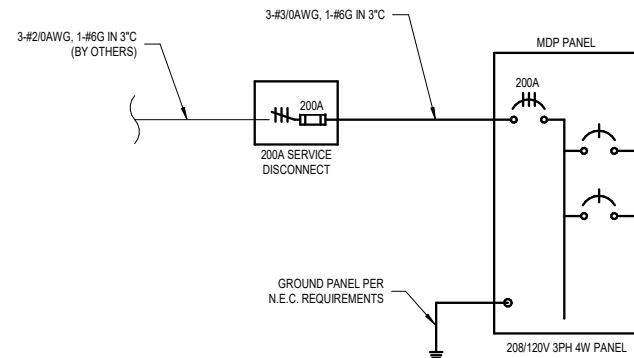 3-#2/0AWG, 1-#6G IN 3"C
(BY OTHERS)
3-#3/0AWG, 1-#6G IN 3"C
MDP PANEL
200A
200A
200A SERVICE
DISCONNECT
GROUND PANEL PER
N.E.C. REQUIREMENTS
208/120V 3PH 4W PANEL